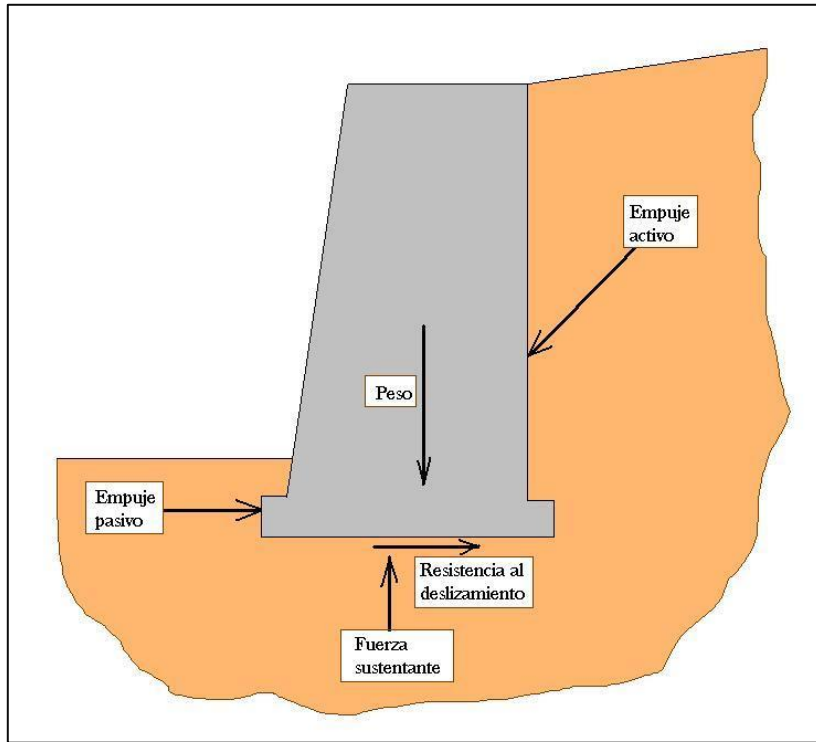 Empuje
activo
Peso
Empuje
pasivo
Resistencia al
deslizamiento
Fuerza
sustentante